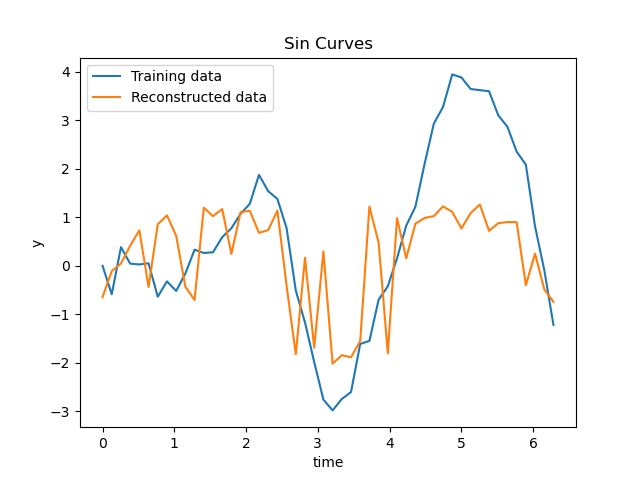 Sin Curves
Training data
Reconstructed data
4
3
2
1
0
−1
−2
−3
y
0 1 2 3 4 5 6
time